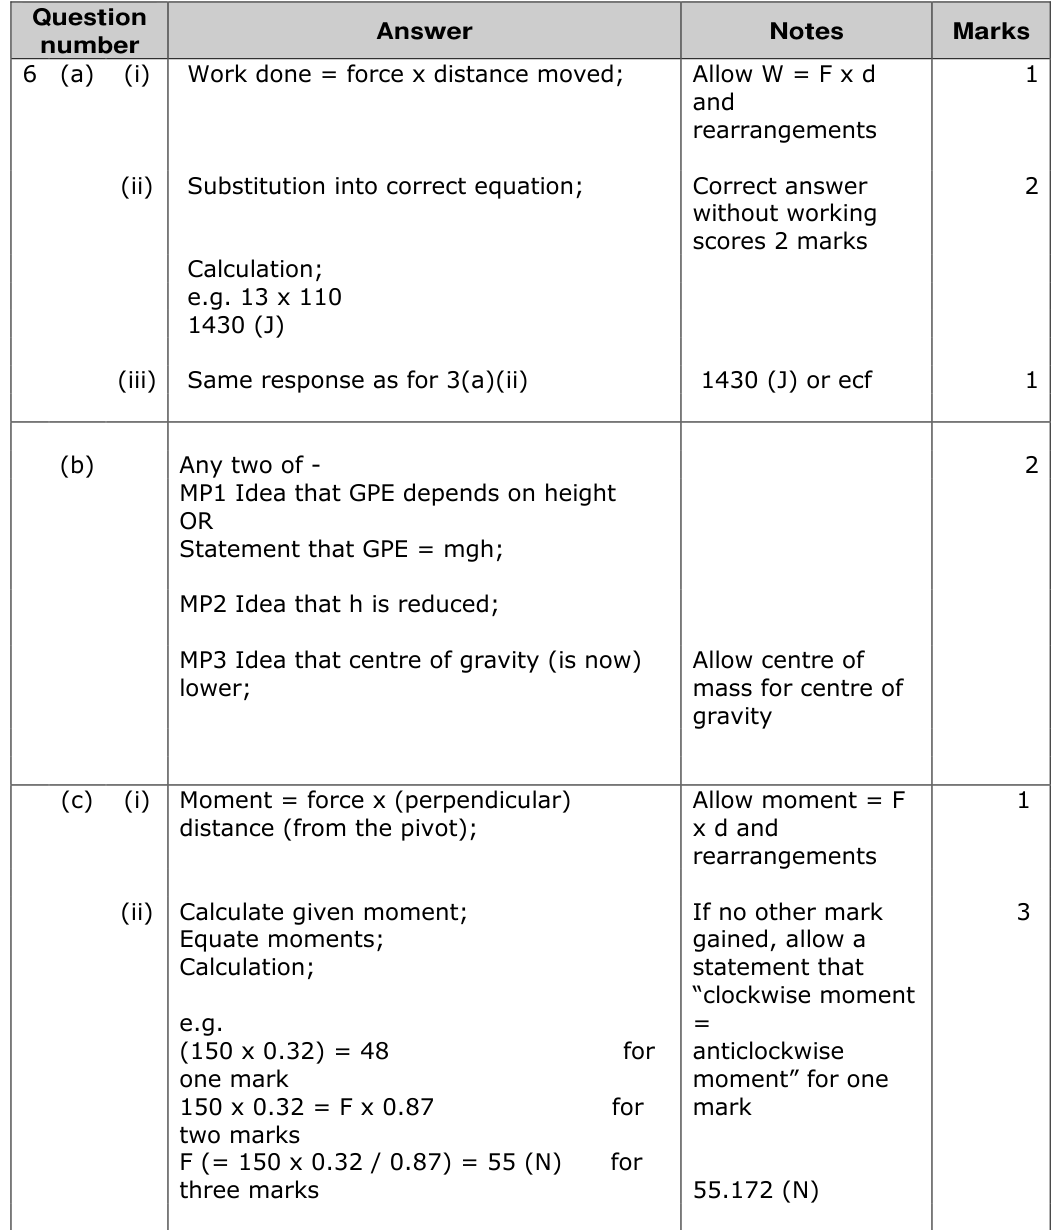 Question number Answer Notes Marks
6 (a) (i) Work done = force x distance moved; Allow W = F x d 1
and
rearrangements
(ii) Substitution into correct equation; Correct answer 2
without working
scores 2 marks
Calculation;
e.g. 13 x 110
1430 (J)
(iii) Same response as for 3(a)(ii) 1430 (J) or ecf 1
(b) Any two of - 2
MP1 Idea that GPE depends on height
OR
Statement that GPE = mgh;
MP2 Idea that h is reduced;
MP3 Idea that centre of gravity (is now) Allow centre of
lower; mass for centre of
gravity
(c) (i) Moment = force x (perpendicular) Allow moment = F 1
distance (from the pivot); x d and
rearrangements
(ii) Calculate given moment; If no other mark 3
Equate moments; gained, allow a
Calculation; statement that
“clockwise moment
e.g. =
(150 x 0.32) = 48 for anticlockwise
one mark moment” for one
150 x 0.32 = F x 0.87 for mark
two marks
F (= 150 x 0.32 / 0.87) = 55 (N) for
three marks 55.172 (N)